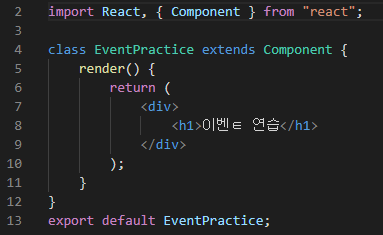 2 import React, { Component } from "react";
3
4 class EventPractice extends Component {
5 render() {
6 return (
7 <div>
8 <h1>이벤ㅌ 연습</h1>
9 </div>
10 );
11 }
12 }
13 export default EventPractice;